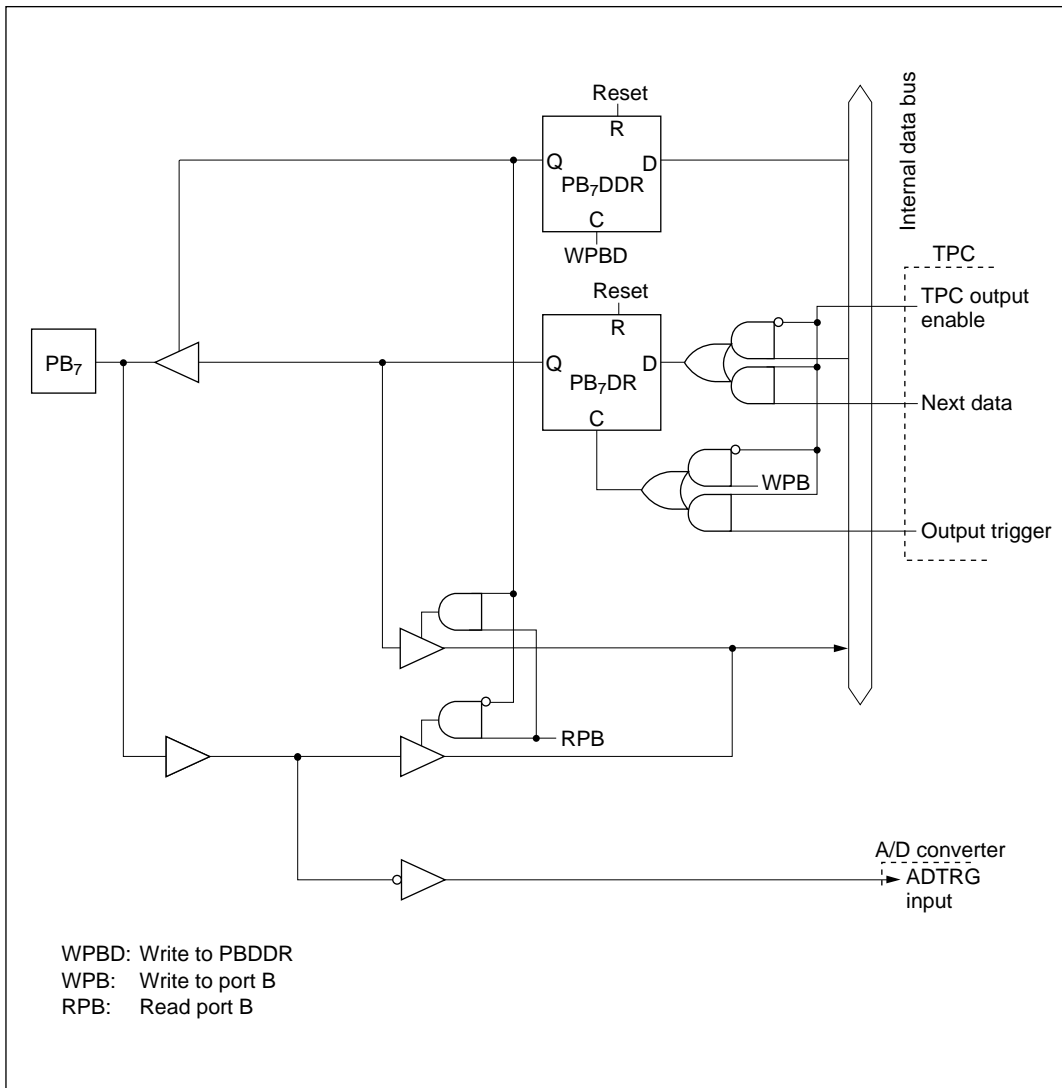 Reset
R
Q
D
PB₇DDR
C
WPBD
Internal data bus
TPC
TPC output
enable
Reset
R
PB₇
Q
D
PB₇DR
C
Next data
WPB
Output trigger
RPB
A/D converter
ADTRG
input
WPBD: Write to PBDDR
WPB: Write to port B
RPB: Read port B